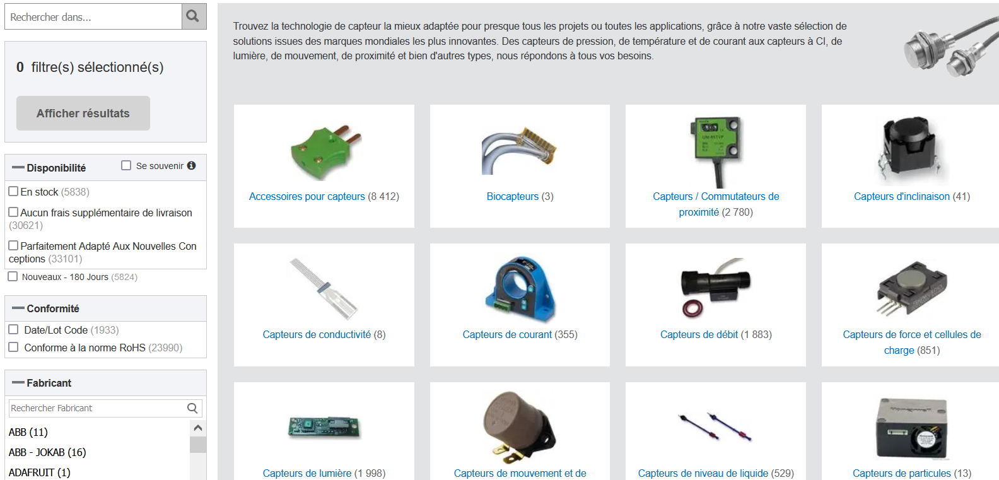 Rechercher dans...
0 filtre(s) sélectionné(s)
Afficher résultats
Disponibilité
Se souvenir
En stock (5838)
Aucun frais supplémentaire de livraison
(30621)
Parfaitement Adapté Aux Nouvelles Con
ceptions (33101)
Nouveaux - 180 Jours (5824)
Conformité
Date/Lot Code (1933)
Conforme à la norme RoHS (23990)
Fabricant
Rechercher Fabricant
ABB (11)
ABB - JOKAB (16)
ADAFRUIT (1)
Trouvez la technologie de capteur la mieux adaptée pour presque tous les projets ou toutes les applications, grâce à notre vaste sélection de
solutions issues des marques mondiales les plus innovantes. Des capteurs de pression, de température et de courant aux capteurs à CI, de
lumière, de mouvement, de proximité et bien d'autres types, nous répondons à tous vos besoins.
Accessoires pour capteurs (8 412)
Biocapteurs (3)
Capteurs / Commutateurs de
proximité (2 780)
Capteurs d'inclinaison (41)
Capteurs de conductivité (8)
Capteurs de courant (355)
Capteurs de débit (1 883)
Capteurs de force et cellules de
charge (851)
Capteurs de lumière (1 998)
Capteurs de mouvement et de
Capteurs de niveau de liquide (529)
Capteurs de particules (13)